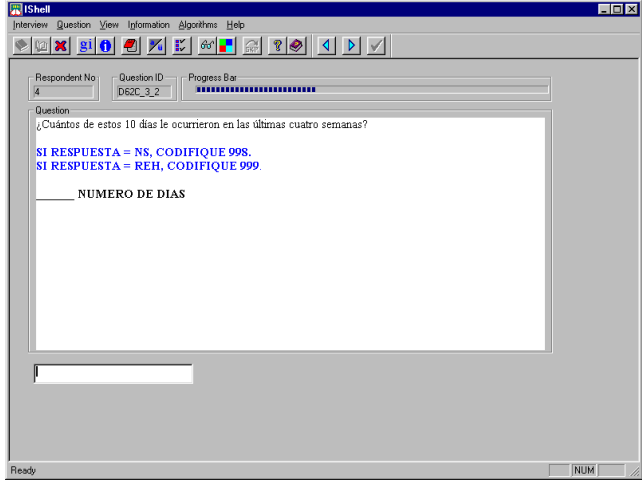 IShell
Interview Question View Information Algorithms Help
gi
Respondent No
Question ID
Progress Bar
4
D62C_3_2
Question
¿Cuántos de estos 10 días le ocurrieron en las últimas cuatro semanas?
SI RESPUESTA = NS, CODIFIQUE 998.
SI RESPUESTA = REH, CODIFIQUE 999.
______ NUMERO DE DIAS
Ready
NUM